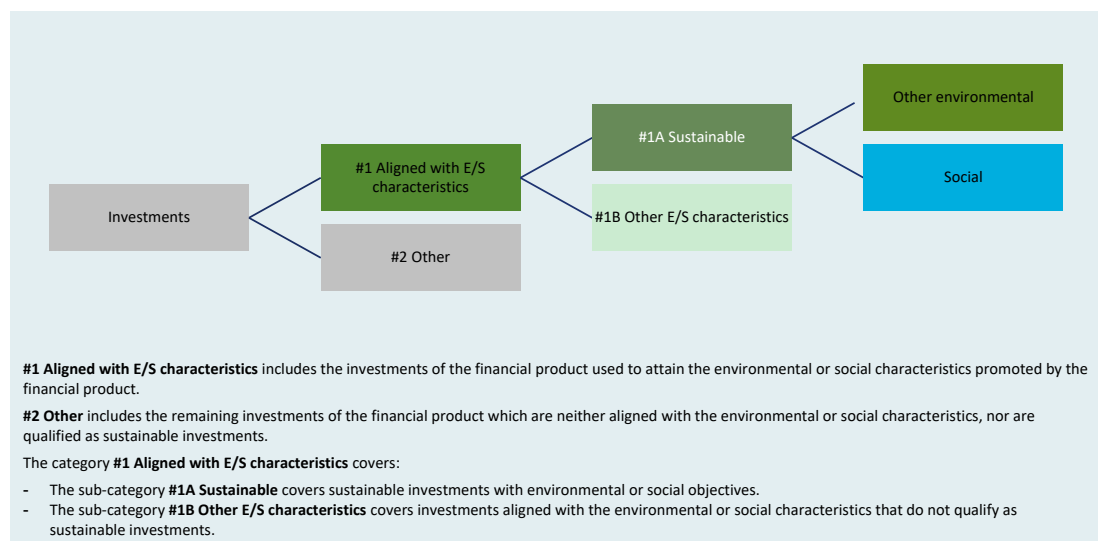 Other environmental
#1A Sustainable
#1 Aligned with E/S
characteristics
Social
Investments
#1B Other E/S characteristics
#2 Other
#1 Aligned with E/S characteristics includes the investments of the financial product used to attain the environmental or social characteristics promoted by the
financial product.
#2 Other includes the remaining investments of the financial product which are neither aligned with the environmental or social characteristics, nor are
qualified as sustainable investments.
The category #1 Aligned with E/S characteristics covers:
- The sub-category #1A Sustainable covers sustainable investments with environmental or social objectives.
- The sub-category #1B Other E/S characteristics covers investments aligned with the environmental or social characteristics that do not qualify as
sustainable investments.